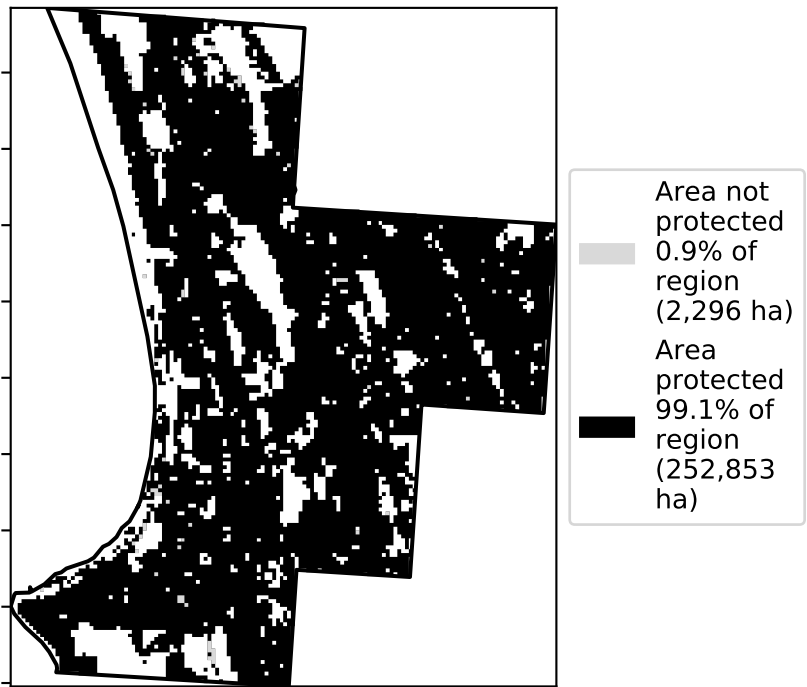 Area not
protected
0.9% of
region
(2,296 ha)
Area
protected
99.1% of
region
(252,853
ha)